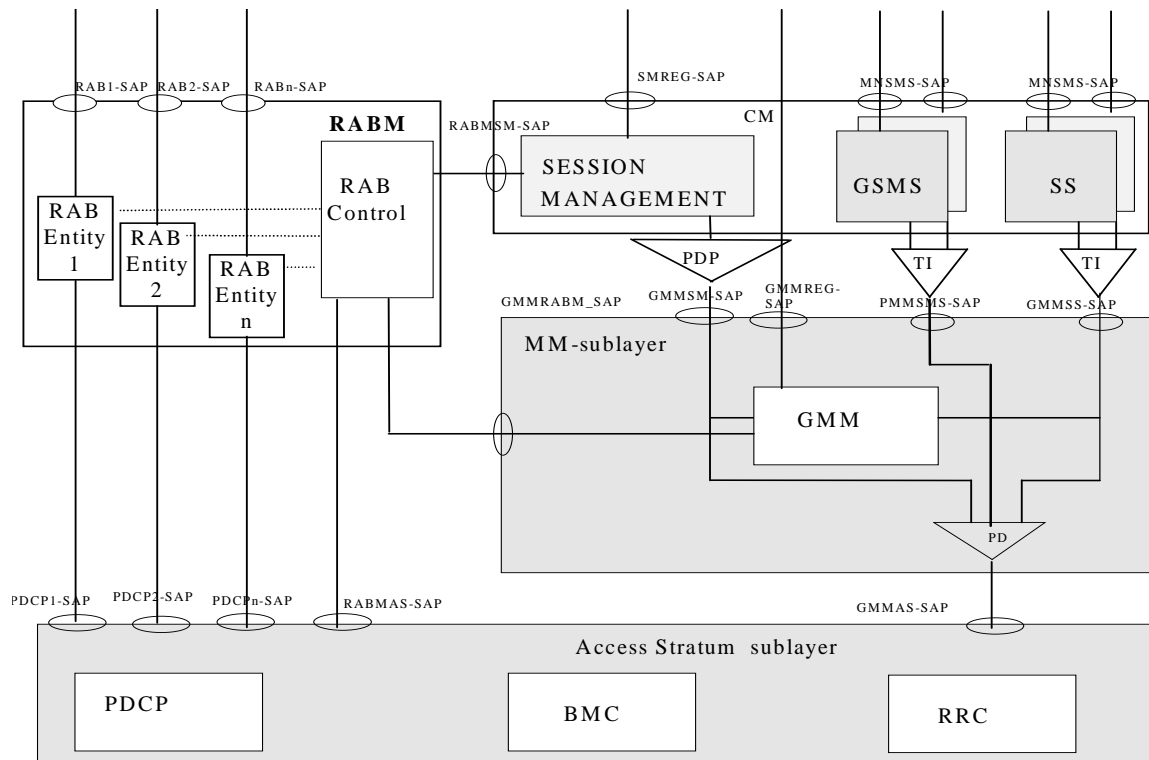 RAB1-SAP
RAB2-SAP
RABn-SAP
SMREG-SAP
MNSMS-SAP
MNSMS-SAP
RABM
RABMSM-SAP
CM
RAB
Control
SESSION
MANAGEMENT
GSMS
SS
RAB
Entity
1
RAB
Entity
2
RAB
Entity
n
PDP
TI
TI
GMMRABM_SAP
GMMSM-SAP
GMMREG-
SAP
PMMSMS-SAP
GMMSS-SAP
MM-sublayer
GMM
PD
PDCP1-SAP
PDCP2-SAP
PDCPn-SAP
RABMAS-SAP
GMMAS-SAP
Access Stratum sublayer
PDCP
BMC
RRC